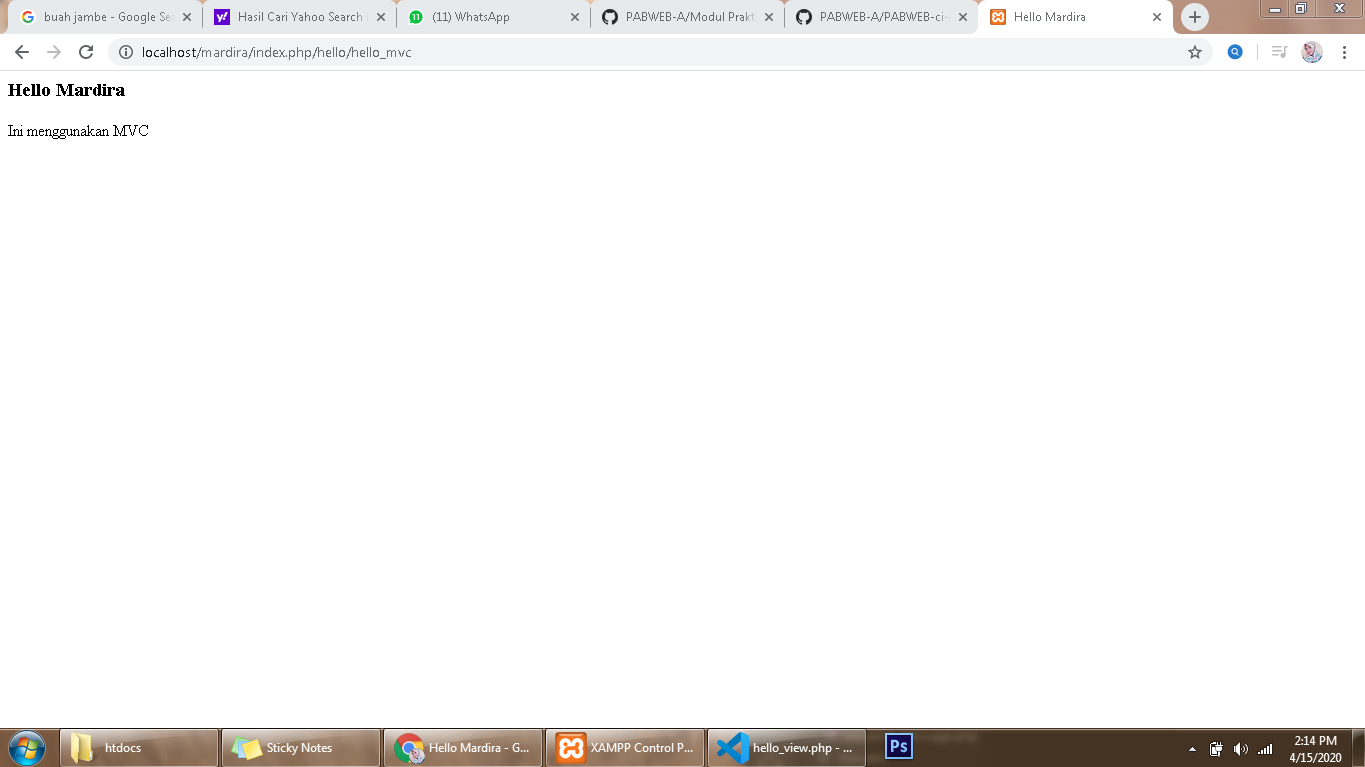 buah jambe - Google Se
Hasil Cari Yahoo Search
(11) WhatsApp
PABWEB-A/Modul Prakt
PABWEB-A/PABWEB-ci-
Hello Mardira
localhost/mardira/index.php/hello/hello_mvc
Hello Mardira
Ini menggunakan MVC
htdocs
Sticky Notes
Hello Mardira - G...
XAMPP Control P...
hello_view.php - ...
Ps
2:14 PM
4/15/2020